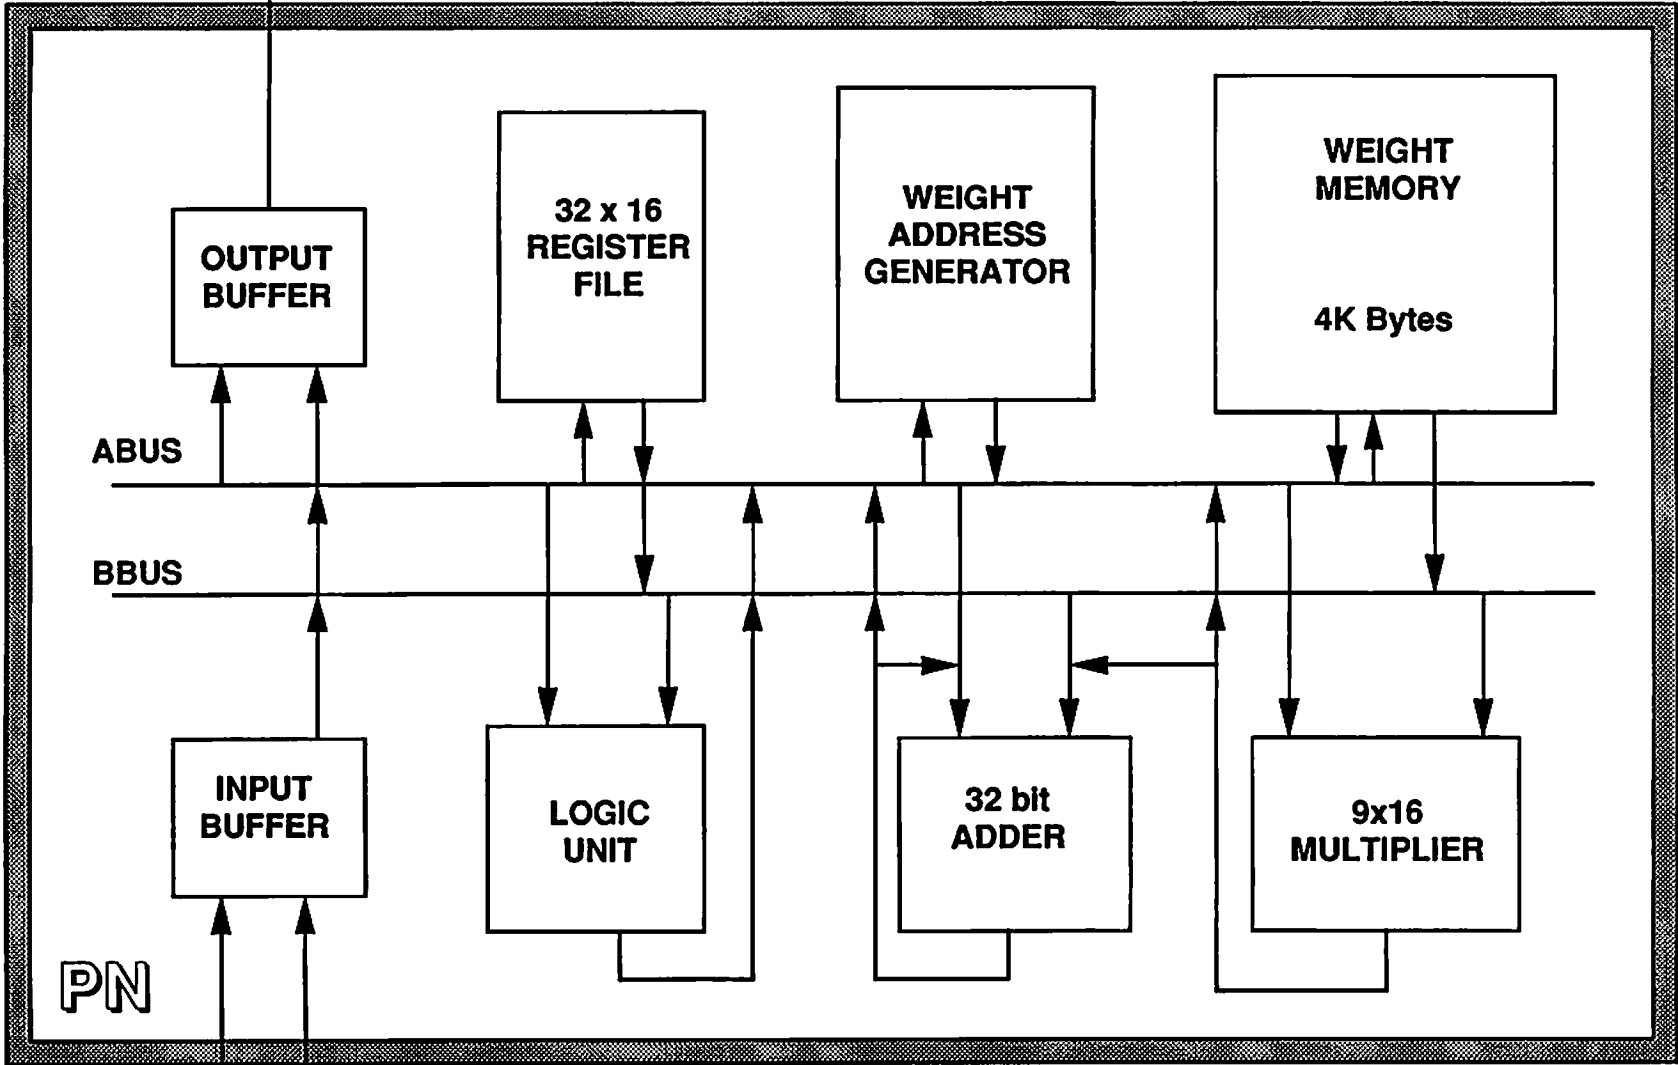 OUTPUT
BUFFER
32 x 16
REGISTER
FILE
WEIGHT
ADDRESS
GENERATOR
WEIGHT
MEMORY
4K Bytes
ABUS
BBUS
INPUT
BUFFER
LOGIC
UNIT
32 bit
ADDER
9x16
MULTIPLIER
PN